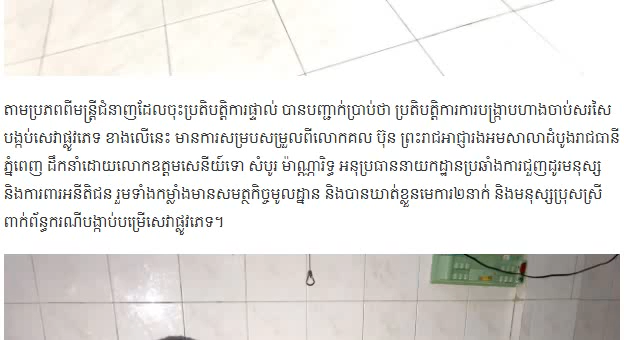 តាមប្រភពពីមន្ត្រីជំនាញដែលចុះប្រតិបត្តិការផ្ទាល់ បានបញ្ជាក់ប្រាប់ថា ប្រតិបត្តិការការបង្ក្រាបហាងចាប់សរសៃ
បង្កប់សេវាផ្លូវភេទ ខាងលើនេះ មានការសម្របសម្រួលពីលោកគល ប៊ុន ព្រះរាជអាជ្ញារងអមសាលាដំបូងរាជធានី
ភ្នំពេញ ដឹកនាំដោយលោកឧត្តមសេនីយ៍ទោ សំបូរ ម៉ាណ្ណារិទ្ធ អនុប្រធាននាយកដ្ឋានប្រឆាំងការជួញដូរមនុស្ស
និងការពារអនីតិជន រួមទាំងកម្លាំងមានសមត្ថកិច្ចមូលដ្ឋាន និងបានឃាត់ខ្លួនមេការ២នាក់ និងមនុស្សប្រុសស្រី
ពាក់ព័ន្ធករណីបង្កប់បម្រើសេវាផ្លូវភេទ។